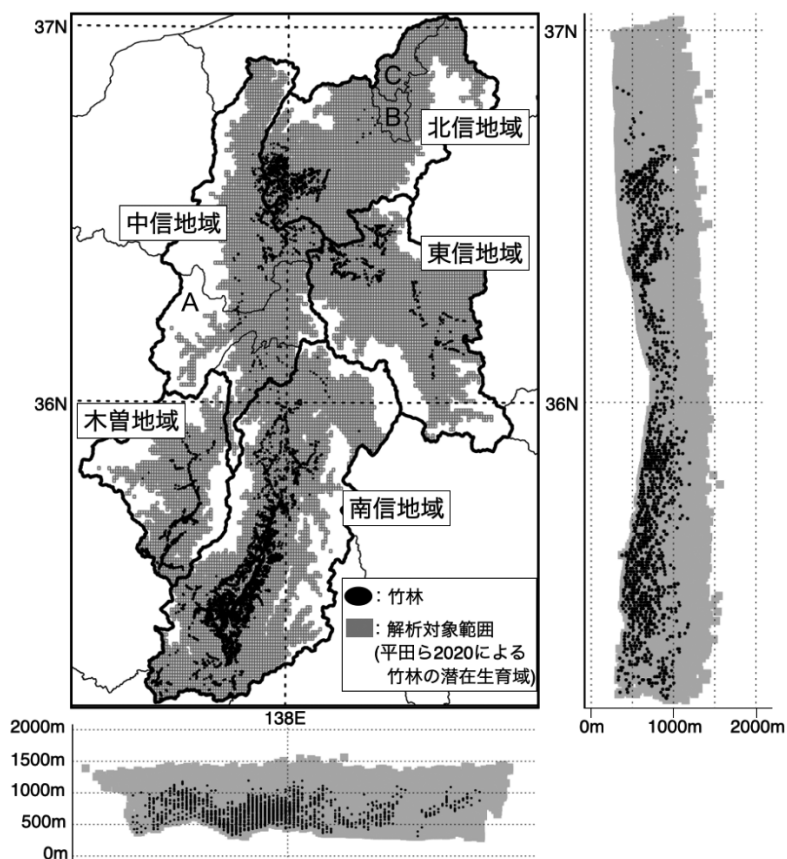 37N
37N
C
B
北信地域
中信地域
東信地域
A
36N
36N
木曽地域
南信地域
: 竹林
: 解析対象範囲
(平田ら2020による
竹林の潜在生育域)
138E
0m
1000m
2000m
2000m
1500m
1000m
500m
0m